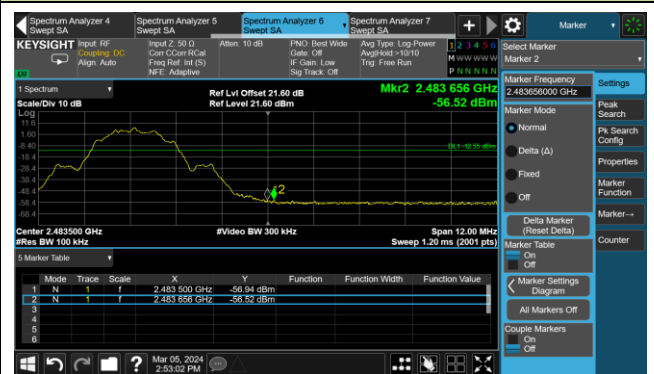 Spectrum Analyzer 4
Swept SA
Spectrum Analyzer 5
Swept SA
Spectrum Analyzer 6
Swept SA
Spectrum Analyzer 7
Swept SA
Marker
KEYSIGHT
Input: RF
Coupling: DC
Align: Auto
Input Z: 50 Ω
Corr CCorr RCal
Freq Ref: Int (S)
NFE: Adaptive
Atten: 10 dB
PNO: Best Wide
Gate: Off
IF Gain: Low
Sig Track: Off
Avg Type: Log-Power
Avg|Hold:>10/10
Trig: Free Run
1 2 3 4 5 6
M W W W W W
P N N N N N
LXI
1 Spectrum
Scale/Div 10 dB
Ref Lvl Offset 21.60 dB
Ref Level 21.60 dBm
Mkr2 2.483 656 GHz
-56.52 dBm
Log
11.6
1.60
-8.40
-18.4
-28.4
-38.4
-48.4
-58.4
-68.4
DL1 -12.55 dBm
2
Center 2.483500 GHz
#Res BW 100 kHz
#Video BW 300 kHz
Span 12.00 MHz
Sweep 1.20 ms (2001 pts)
5 Marker Table
Mode Trace Scale X Y Function Function Width Function Value
1 N 1 f 2.483 500 GHz -56.94 dBm
2 N 1 f 2.483 656 GHz -56.52 dBm
3
4
5
6
Mar 05, 2024
2:53:02 PM
Select Marker
Marker 2
Marker Frequency
2.483656000 GHz
Marker Mode
Normal
Delta (Δ)
Fixed
Off
Delta Marker
(Reset Delta)
Marker Table
On
Off
Marker Settings
Diagram
All Markers Off
Couple Markers
On
Off
Settings
Peak
Search
Pk Search
Config
Properties
Marker
Function
Marker→
Counter